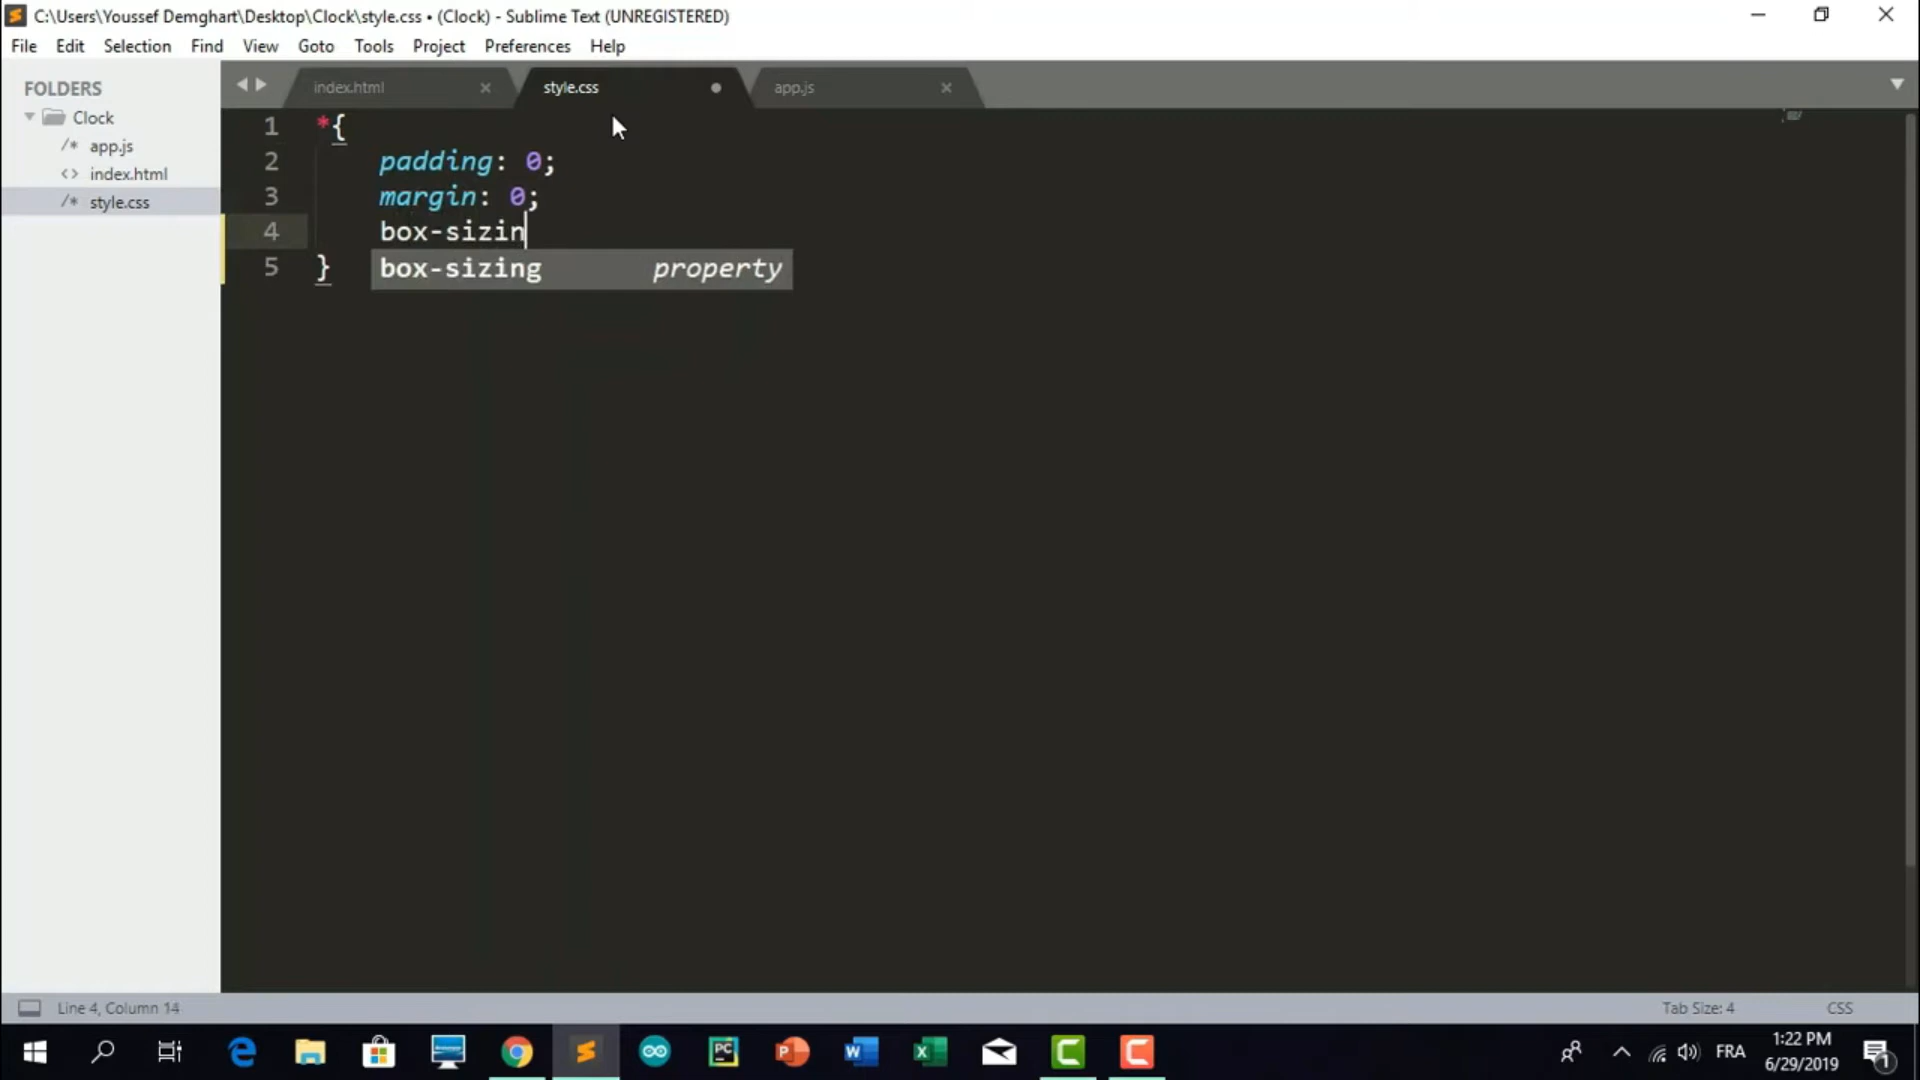 C:\Users\Youssef Demghart\Desktop\Clock\style.css • (Clock) - Sublime Text (UNREGISTERED)
File Edit Selection Find View Goto Tools Project Preferences Help
FOLDERS
Clock
/* app.js
<> index.html
/* style.css
index.html
style.css
app.js
1 *{
2 padding: 0;
3 margin: 0;
4 box-sizin
5 }
box-sizing property
Line 4, Column 14
Tab Size: 4
CSS
PC
P
W
X
C
C
FRA
1:22 PM
6/29/2019
1